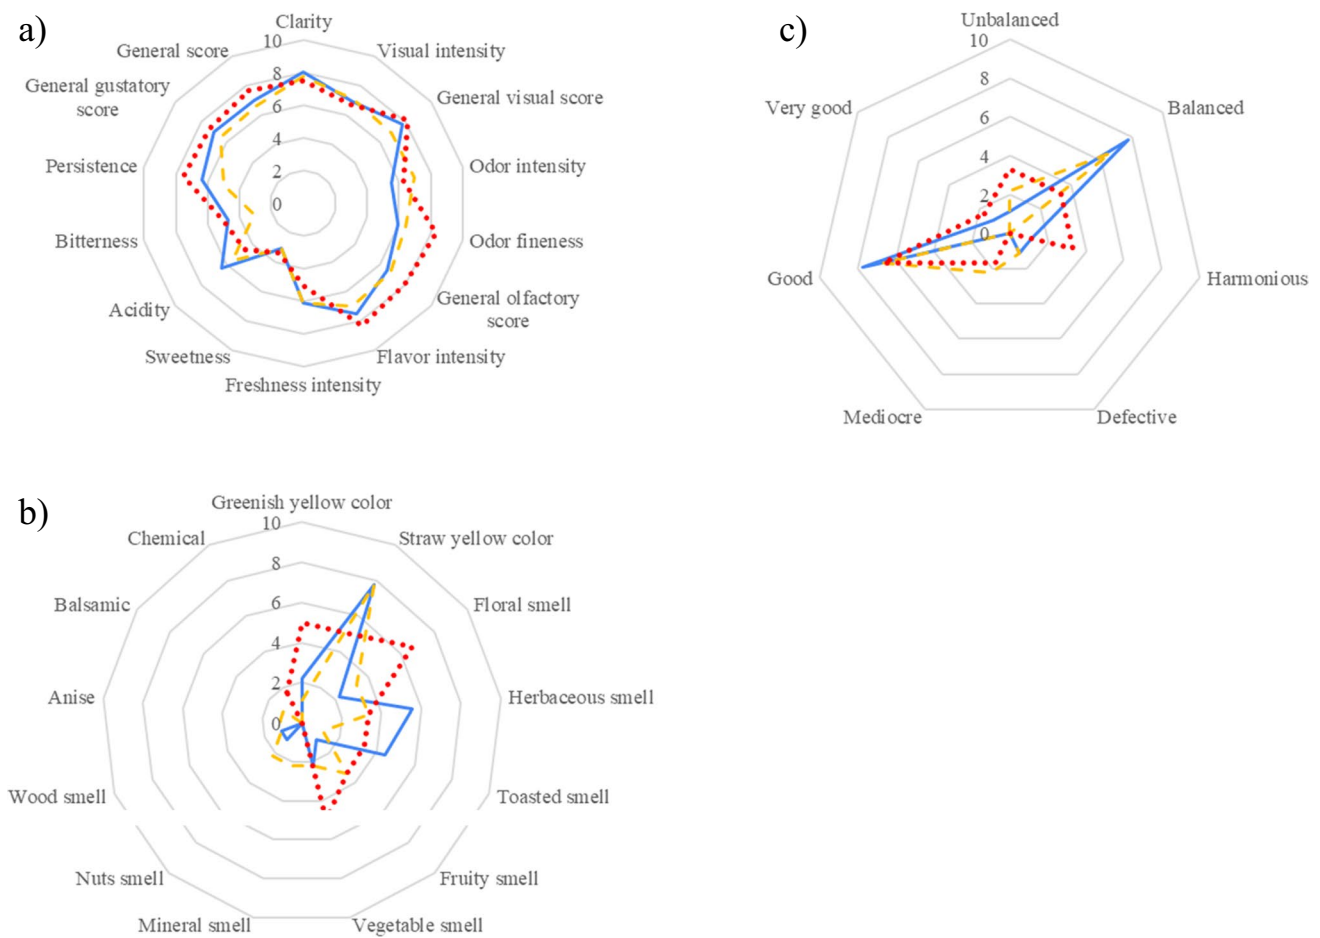 a)
Clarity
Visual intensity
General visual score
Odor intensity
Odor fineness
General olfactory
score
Flavor intensity
Freshness intensity
Sweetness
Acidity
Bitterness
Persistence
General gustatory
score
General score
10
8
6
4
2
0
c)
Unbalanced
Balanced
Harmonious
Defective
Mediocre
Good
Very good
10
8
6
4
2
0
b)
Greenish yellow color
Straw yellow color
Floral smell
Herbaceous smell
Toasted smell
Fruity smell
Vegetable smell
Mineral smell
Nuts smell
Wood smell
Anise
Balsamic
Chemical
10
8
6
4
2
0